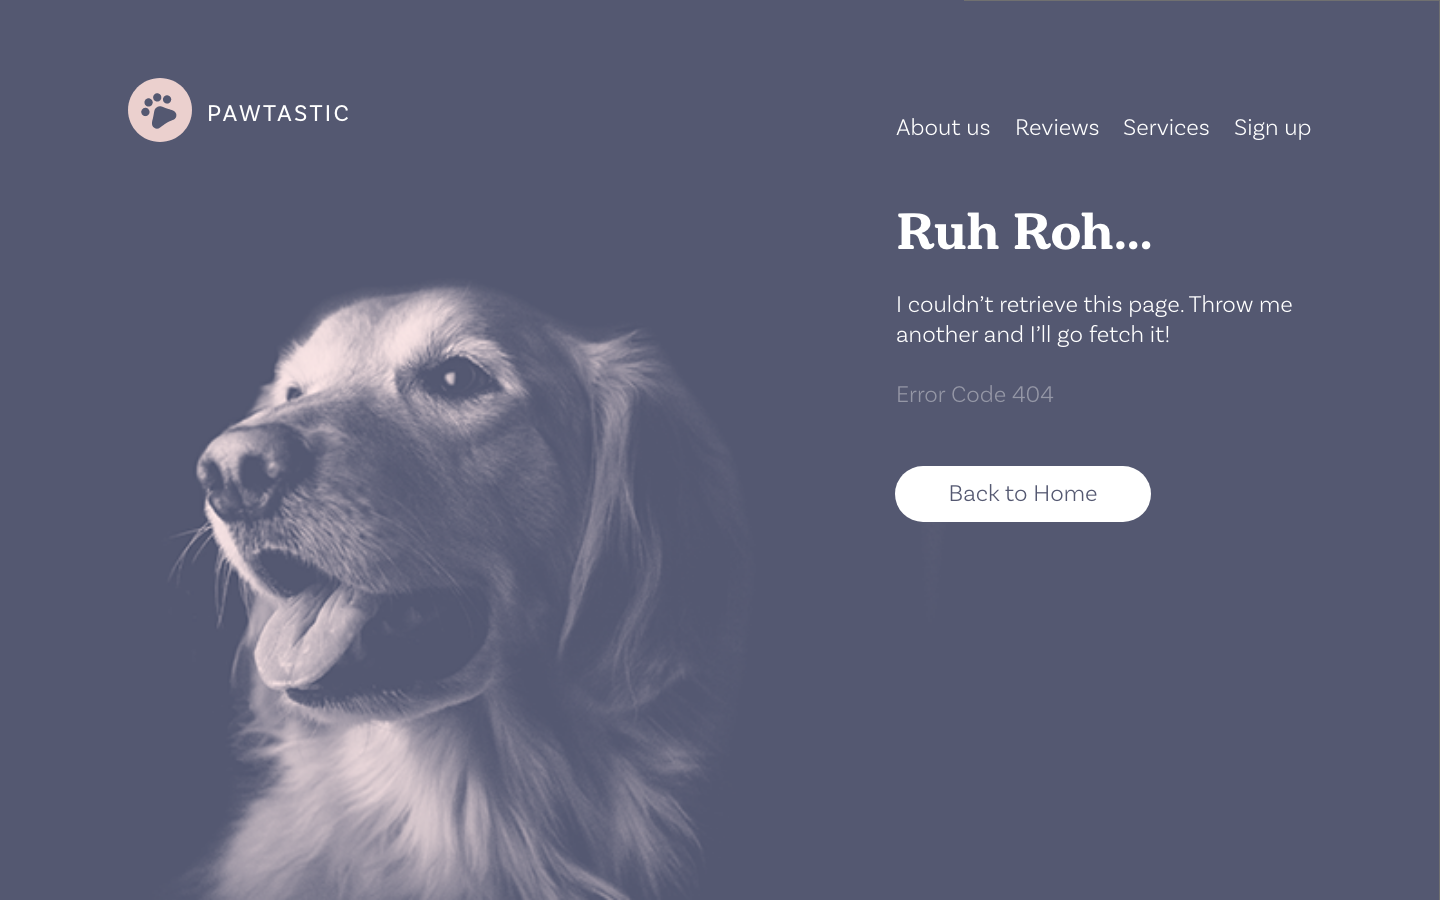 PAWTASTIC
About us Reviews Services Sign up
Ruh Roh...
I couldn’t retrieve this page. Throw me
another and I’ll go fetch it!
Error Code 404
Back to Home